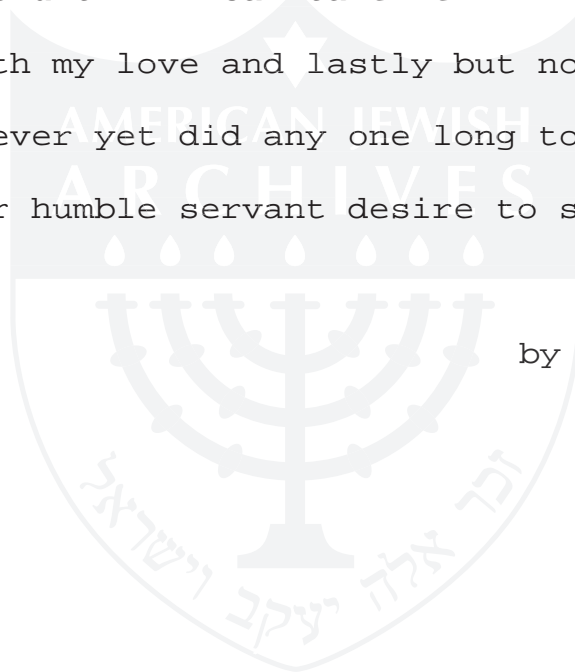 th my love and lastly but no
AMERICAN JEWISH
ever yet did any one long to
ARCHIVES
r humble servant desire to s
by
זכר אלה יעקב וישראל